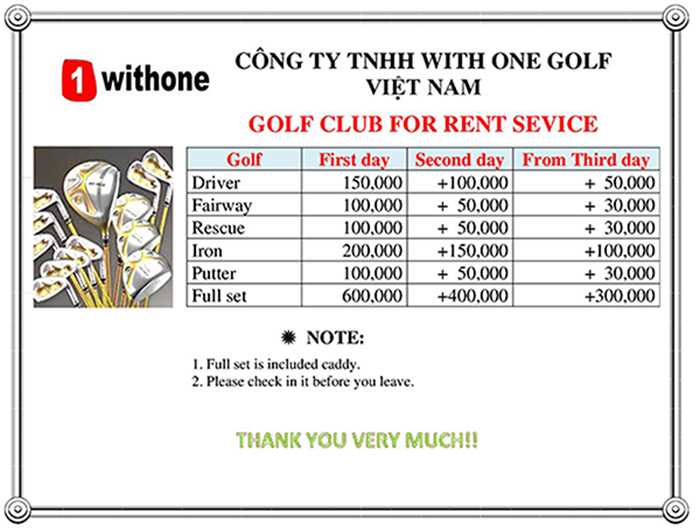 1 withone
CÔNG TY TNHH WITH ONE GOLF
VIỆT NAM
GOLF CLUB FOR RENT SEVICE
Golf First day Second day From Third day
Driver 150,000 +100,000 + 50,000
Fairway 100,000 + 50,000 + 30,000
Rescue 100,000 + 50,000 + 30,000
Iron 200,000 +150,000 +100,000
Putter 100,000 + 50,000 + 30,000
Full set 600,000 +400,000 +300,000
✹ NOTE:
1. Full set is included caddy.
2. Please check in it before you leave.
THANK YOU VERY MUCH!!